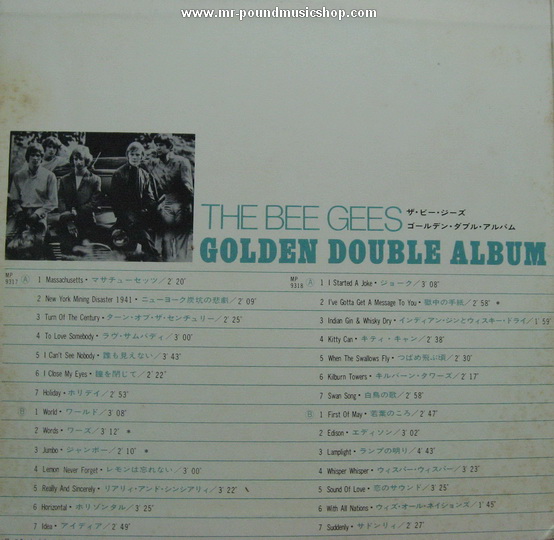 www.mr-poundmusicshop.com
THE BEE GEES ザ・ビー・ジーズ
ゴールデン・ダブル・アルバム
GOLDEN DOUBLE ALBUM
MP 9317 A 1 Massachusetts・マサチューセッツ／2′20″
2 New York Mining Disaster 1941・ニューヨーク炭坑の悲劇／2′09″
3 Turn Of The Century・ターン・オブ・ザ・センチュリー／2′25″
4 To Love Somebody・ラヴ・サムバディ／3′00″
5 I Can't See Nobody・誰も見えない／3′43″
6 I Close My Eyes・瞳を閉じて／2′22″
7 Holiday・ホリデイ／2′53″
B 1 World・ワールド／3′08″
2 Words・ワーズ／3′12″＊
3 Jumbo・ジャンボー／2′10″＊
4 Lemon Never Forget・レモンは忘れない／3′00″
5 Really And Sincerely・リアリィ・アンド・シンシアリィ／3′22″
6 Horizontal・ホリゾンタル／3′25″
7 Idea・アイディア／2′49″
MP 9318 A 1 I Started A Joke・ジョーク／3′08″
2 I've Gotta Get A Message To You・獄中の手紙／2′58″＊
3 Indian Gin & Whisky Dry・インディアン・ジンとウィスキー・ドライ／1′59″
4 Kitty Can・キティ・キャン／2′38″
5 When The Swallows Fly・つばめ飛ぶ頃／2′30″
6 Kilburn Towers・キルバーン・タワーズ／2′17″
7 Swan Song・白鳥の歌／2′58″
B 1 First Of May・若葉のころ／2′47″
2 Edison・エディソン／3′02″
3 Lamplight・ランプの明り／4′43″
4 Whisper Whisper・ウィスパー・ウィスパー／3′23″
5 Sound Of Love・恋のサウンド／3′25″
6 With All Nations・ウィズ・オール・ネイションズ／1′45″
7 Suddenly・サドンリィ／2′27″